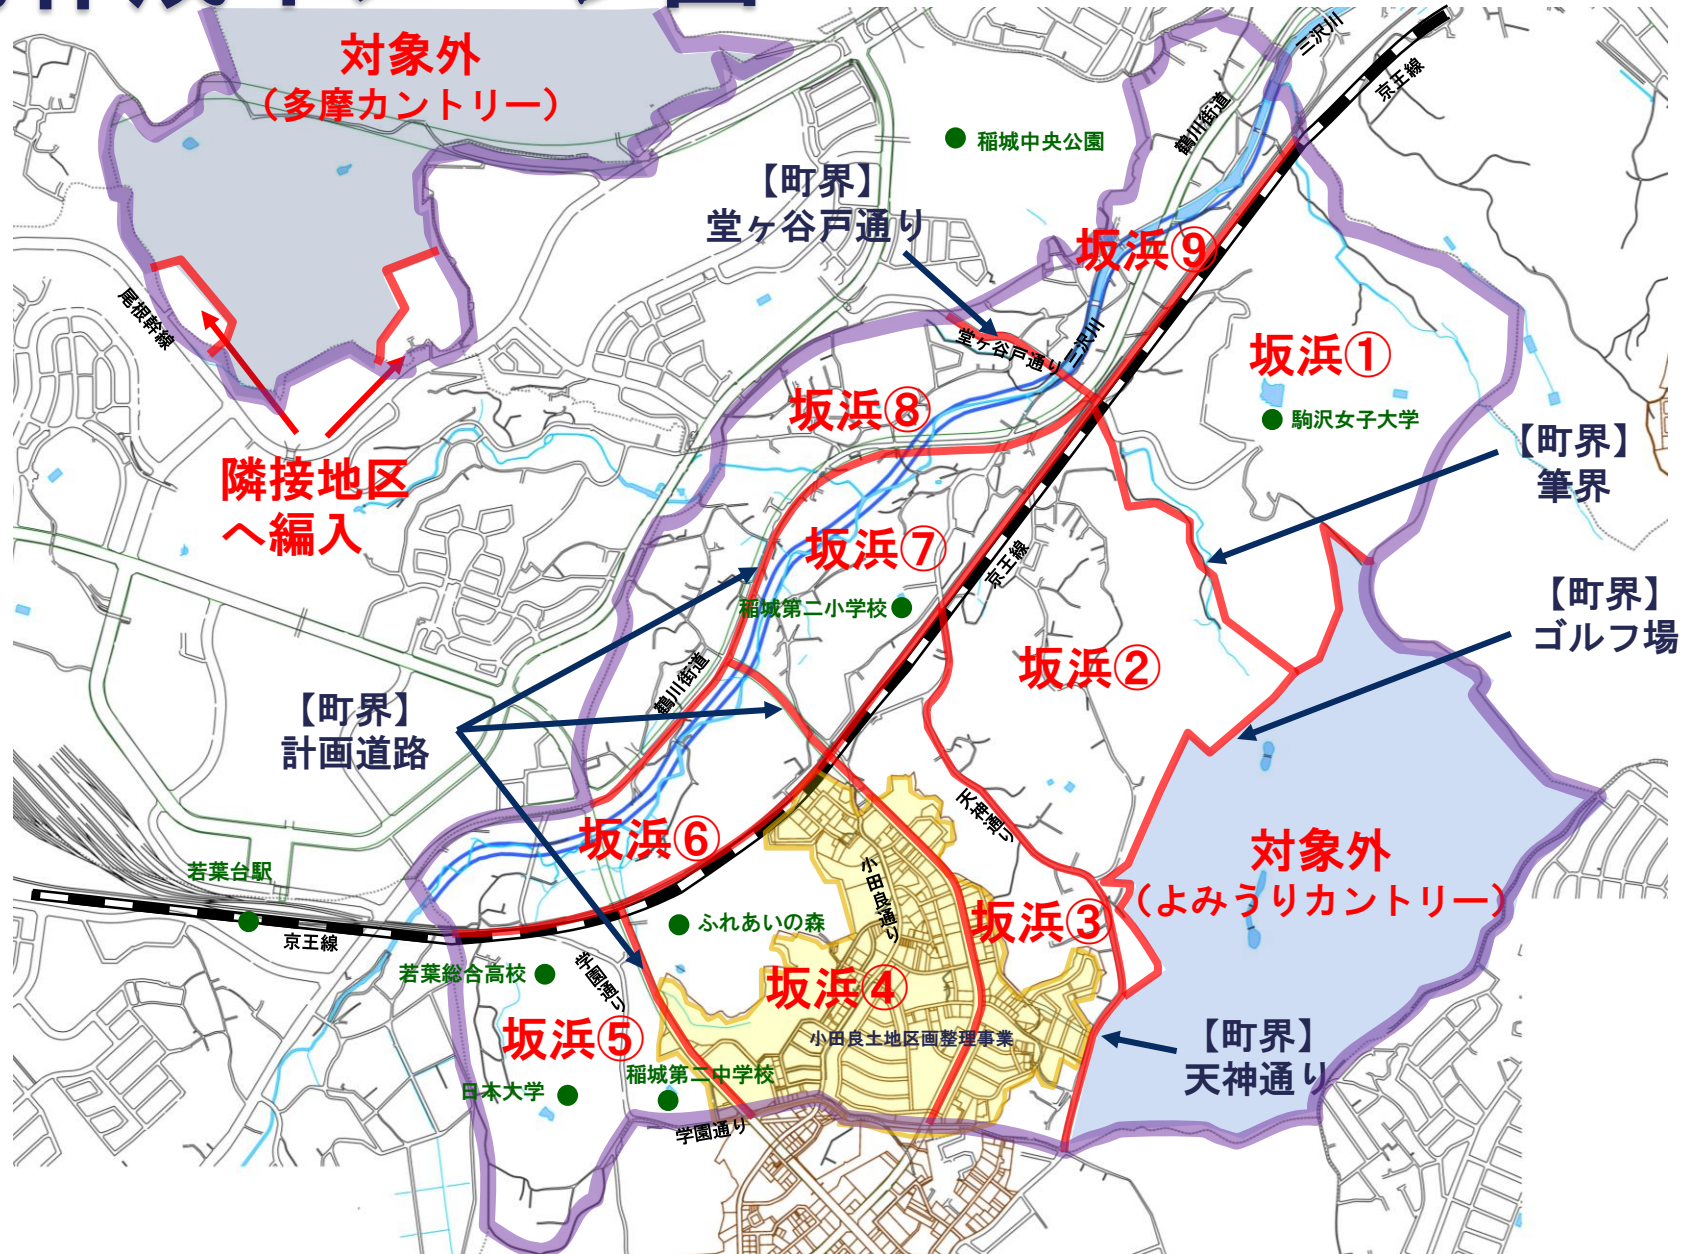 対象外
（多摩カントリー）
三沢川
京王線
鶴川街道
稲城中央公園
【町界】
堂ヶ谷戸通り
坂浜⑨
尾根幹線
堂ヶ谷戸通り
三沢川
坂浜①
駒沢女子大学
坂浜⑧
【町界】
筆界
隣接地区
へ編入
坂浜⑦
京王線
稲城第二小学校
【町界】
ゴルフ場
坂浜②
鶴川街道
【町界】
計画道路
天神通り
坂浜⑥
対象外
（よみうりカントリー）
若葉台駅
小田良通り
坂浜③
ふれあいの森
京王線
若葉総合高校
学園通り
坂浜④
坂浜⑤
小田良土地区画整理事業
【町界】
天神通り
稲城第二中学校
日本大学
学園通り